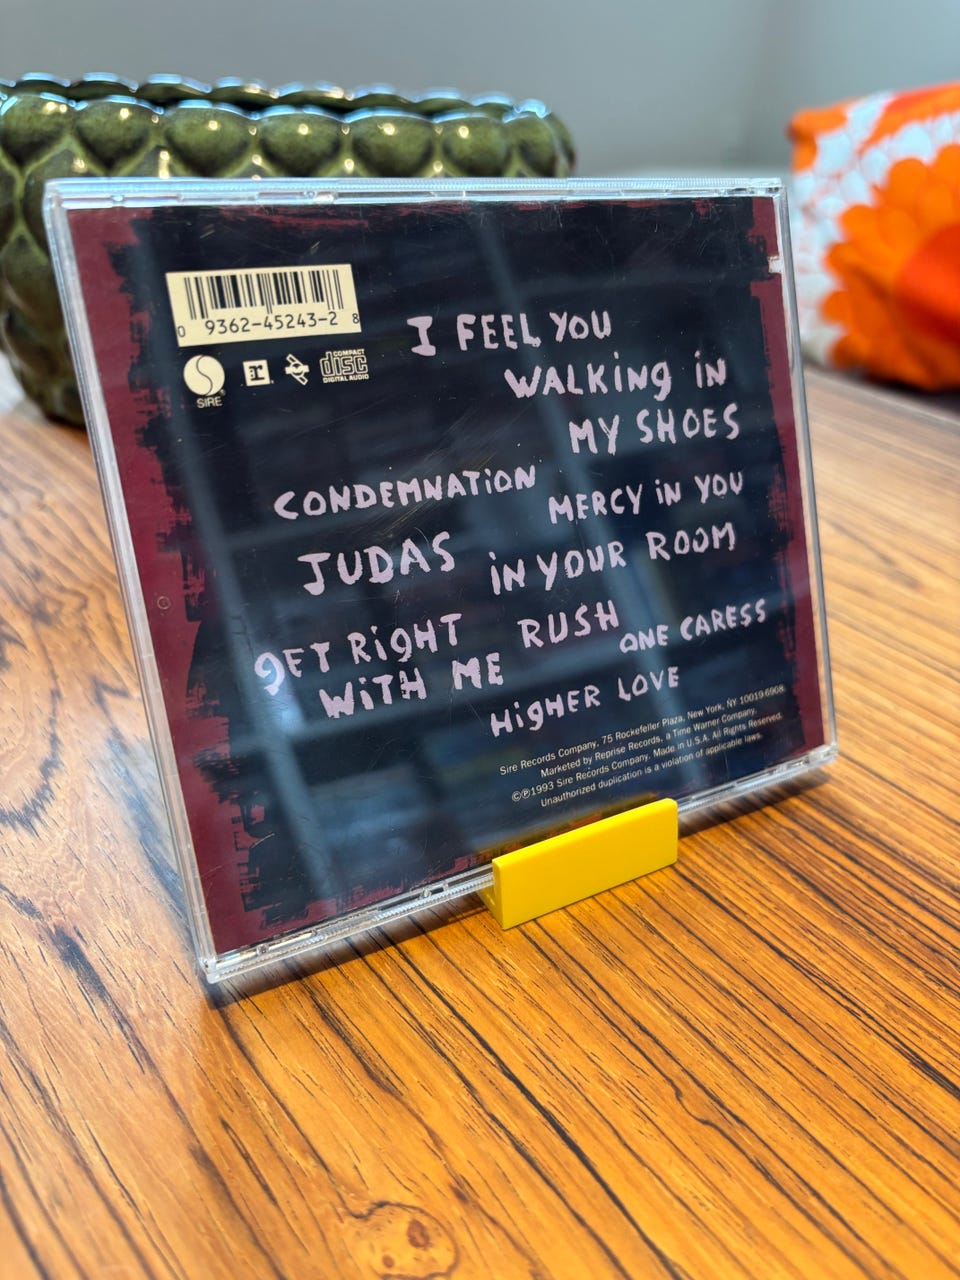 0 9362-45243-2 8
SIRE
R
COMPACT
disc
DIGITAL AUDIO
I FEEL YOU
WALKiNg iN
MY SHOES
CONDEMNATiON
MERCY iN YOU
JUDAS
iN YOUR ROOM
gET RigHT
WiTH ME
RUSH
ONE CARESS
HigHER LOVE
Sire Records Company, 75 Rockefeller Plaza, New York, NY 10019-6908.
Marketed by Reprise Records, a Time Warner Company.
©℗1993 Sire Records Company. Made in U.S.A. All Rights Reserved.
Unauthorized duplication is a violation of applicable laws.